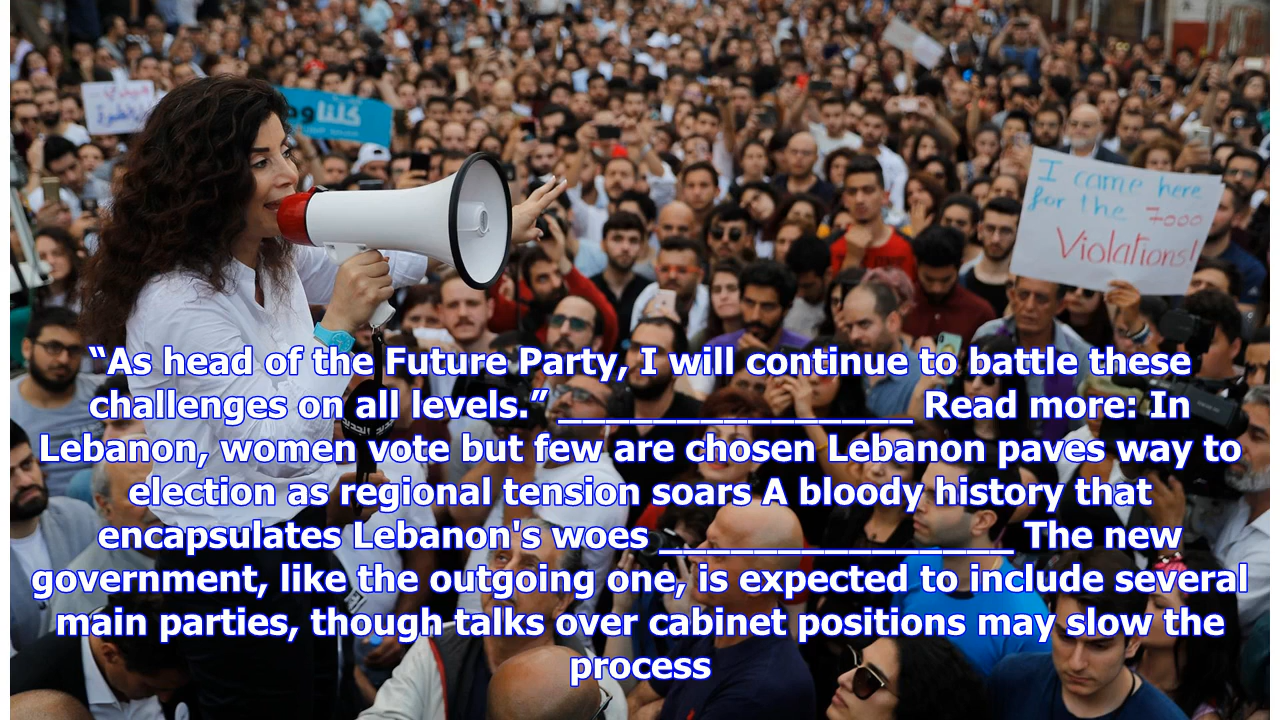 كلنا
I came here
for the 7000
Violations!
“As head of the Future Party, I will continue to battle these
challenges on all levels.” _______________ Read more: In
Lebanon, women vote but few are chosen Lebanon paves way to
election as regional tension soars A bloody history that
encapsulates Lebanon's woes _______________ The new
government, like the outgoing one, is expected to include several
main parties, though talks over cabinet positions may slow the
process